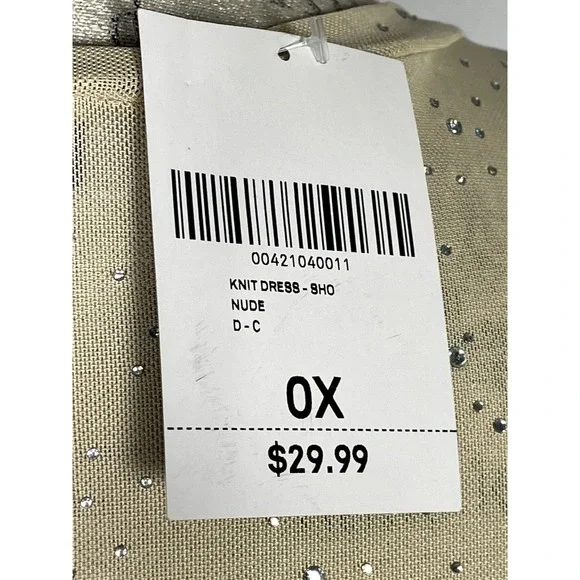 00421040011
KNIT DRESS - SHO
NUDE
D - C
0X
$29.99